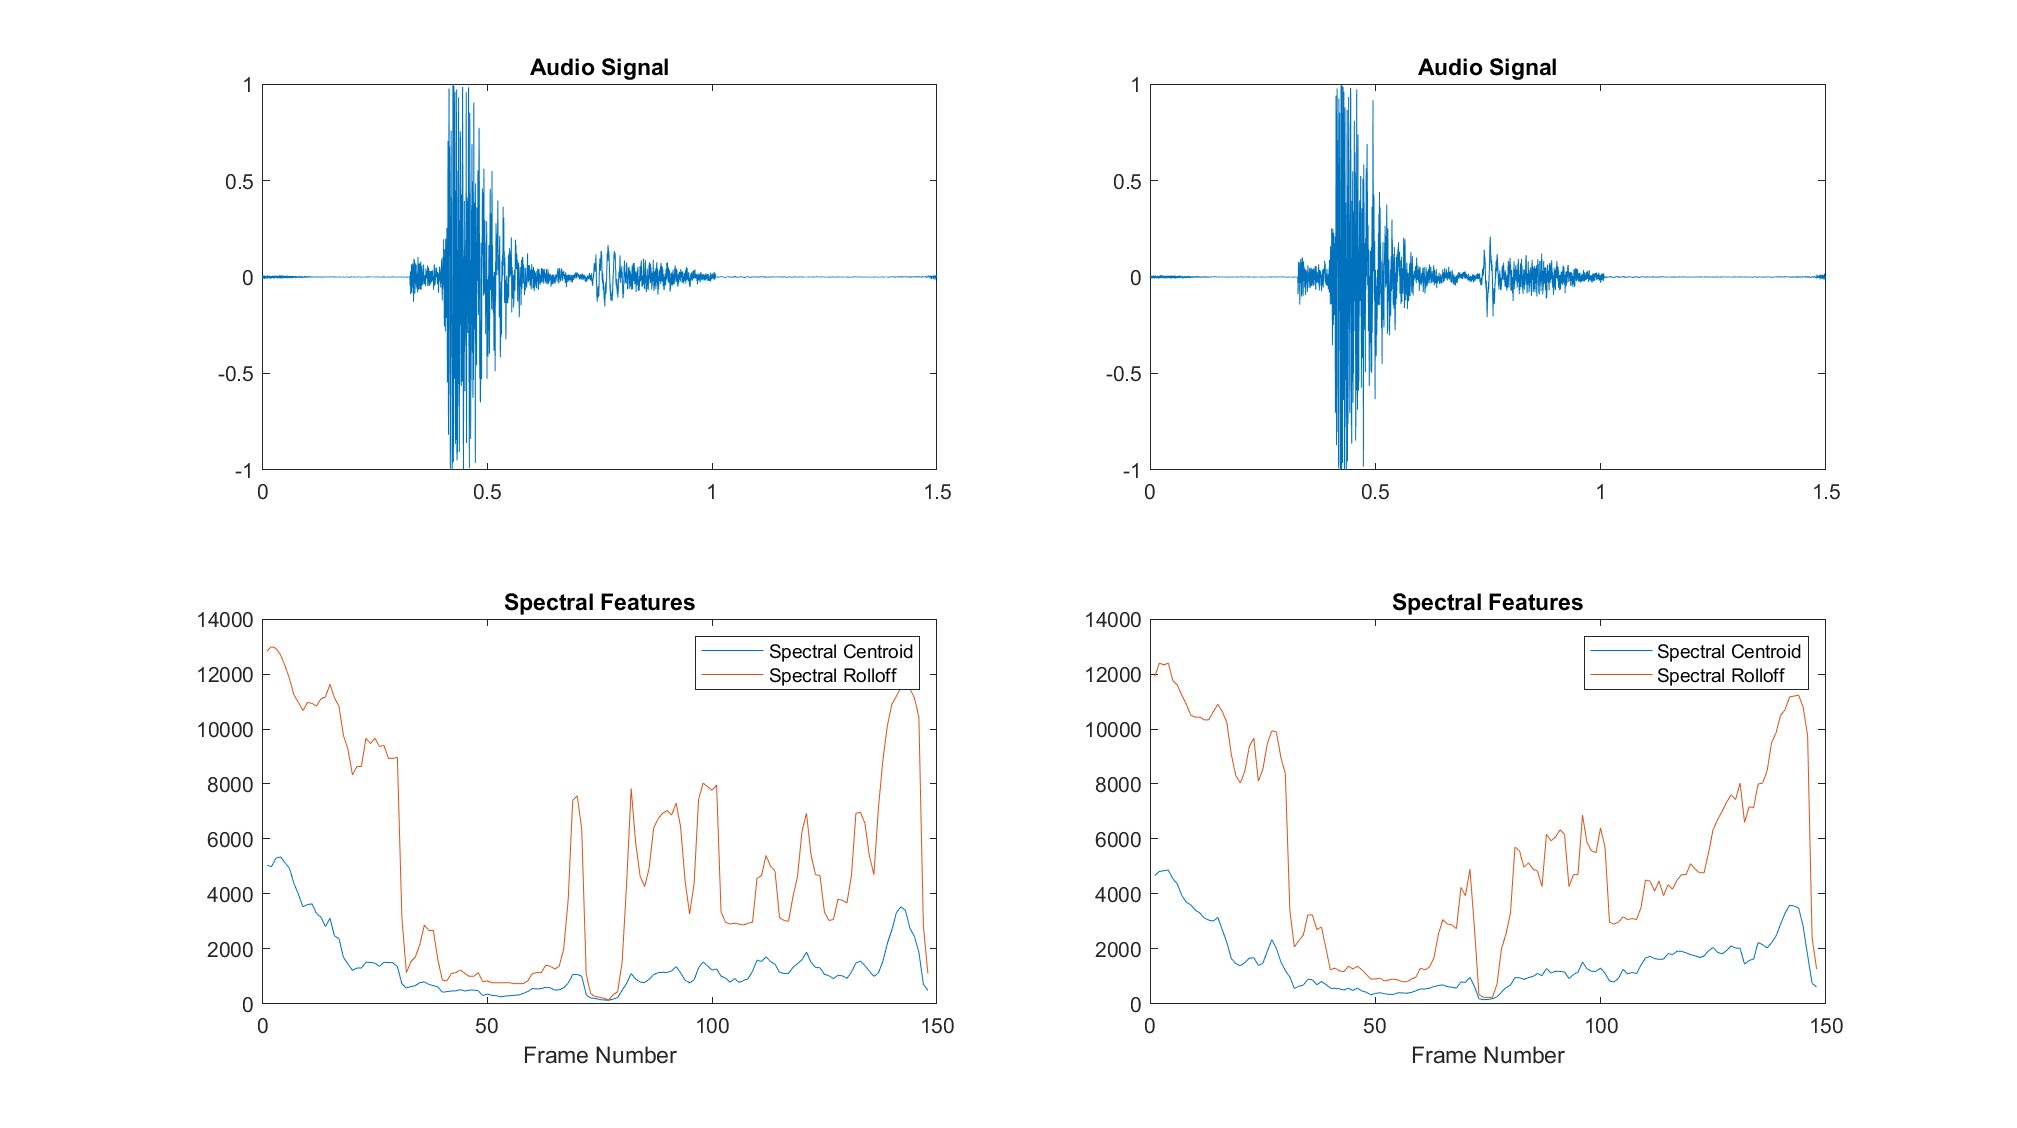 Audio Signal
1
0.5
0
-0.5
-1
0 0.5 1 1.5
Audio Signal
1
0.5
0
-0.5
-1
0 0.5 1 1.5
Spectral Features
14000
12000
10000
8000
6000
4000
2000
0
Spectral Centroid
Spectral Rolloff
0 50 100 150
Frame Number
Spectral Features
14000
12000
10000
8000
6000
4000
2000
0
Spectral Centroid
Spectral Rolloff
0 50 100 150
Frame Number